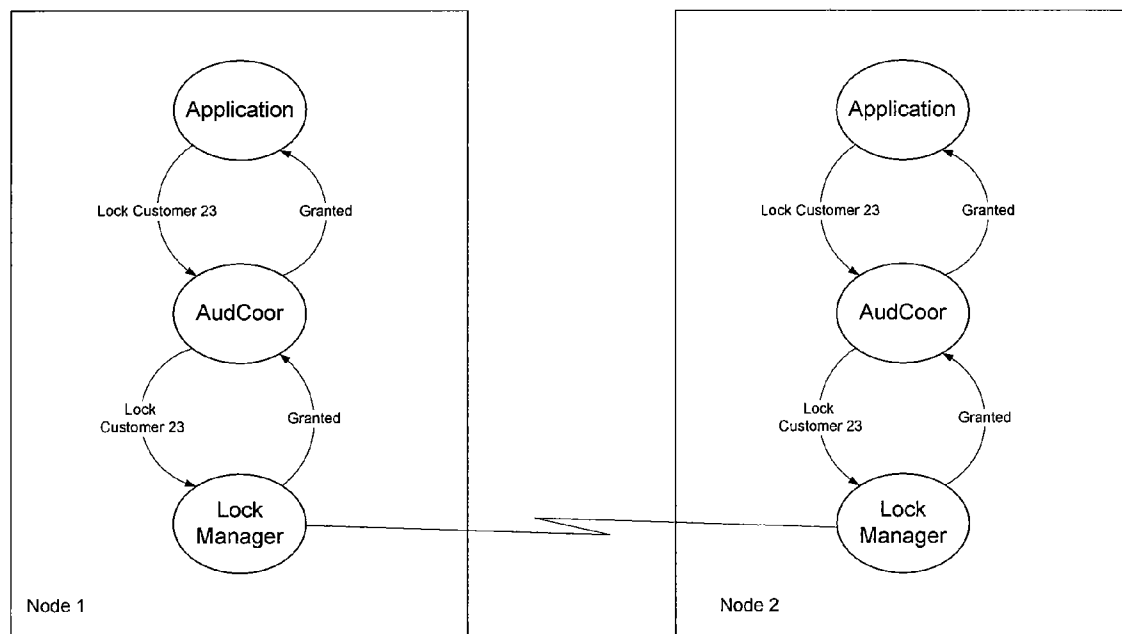 Application
Lock Customer 23
Granted
AudCoor
Lock
Customer 23
Granted
Lock
Manager
Node 1
Application
Lock Customer 23
Granted
AudCoor
Lock
Customer 23
Granted
Lock
Manager
Node 2